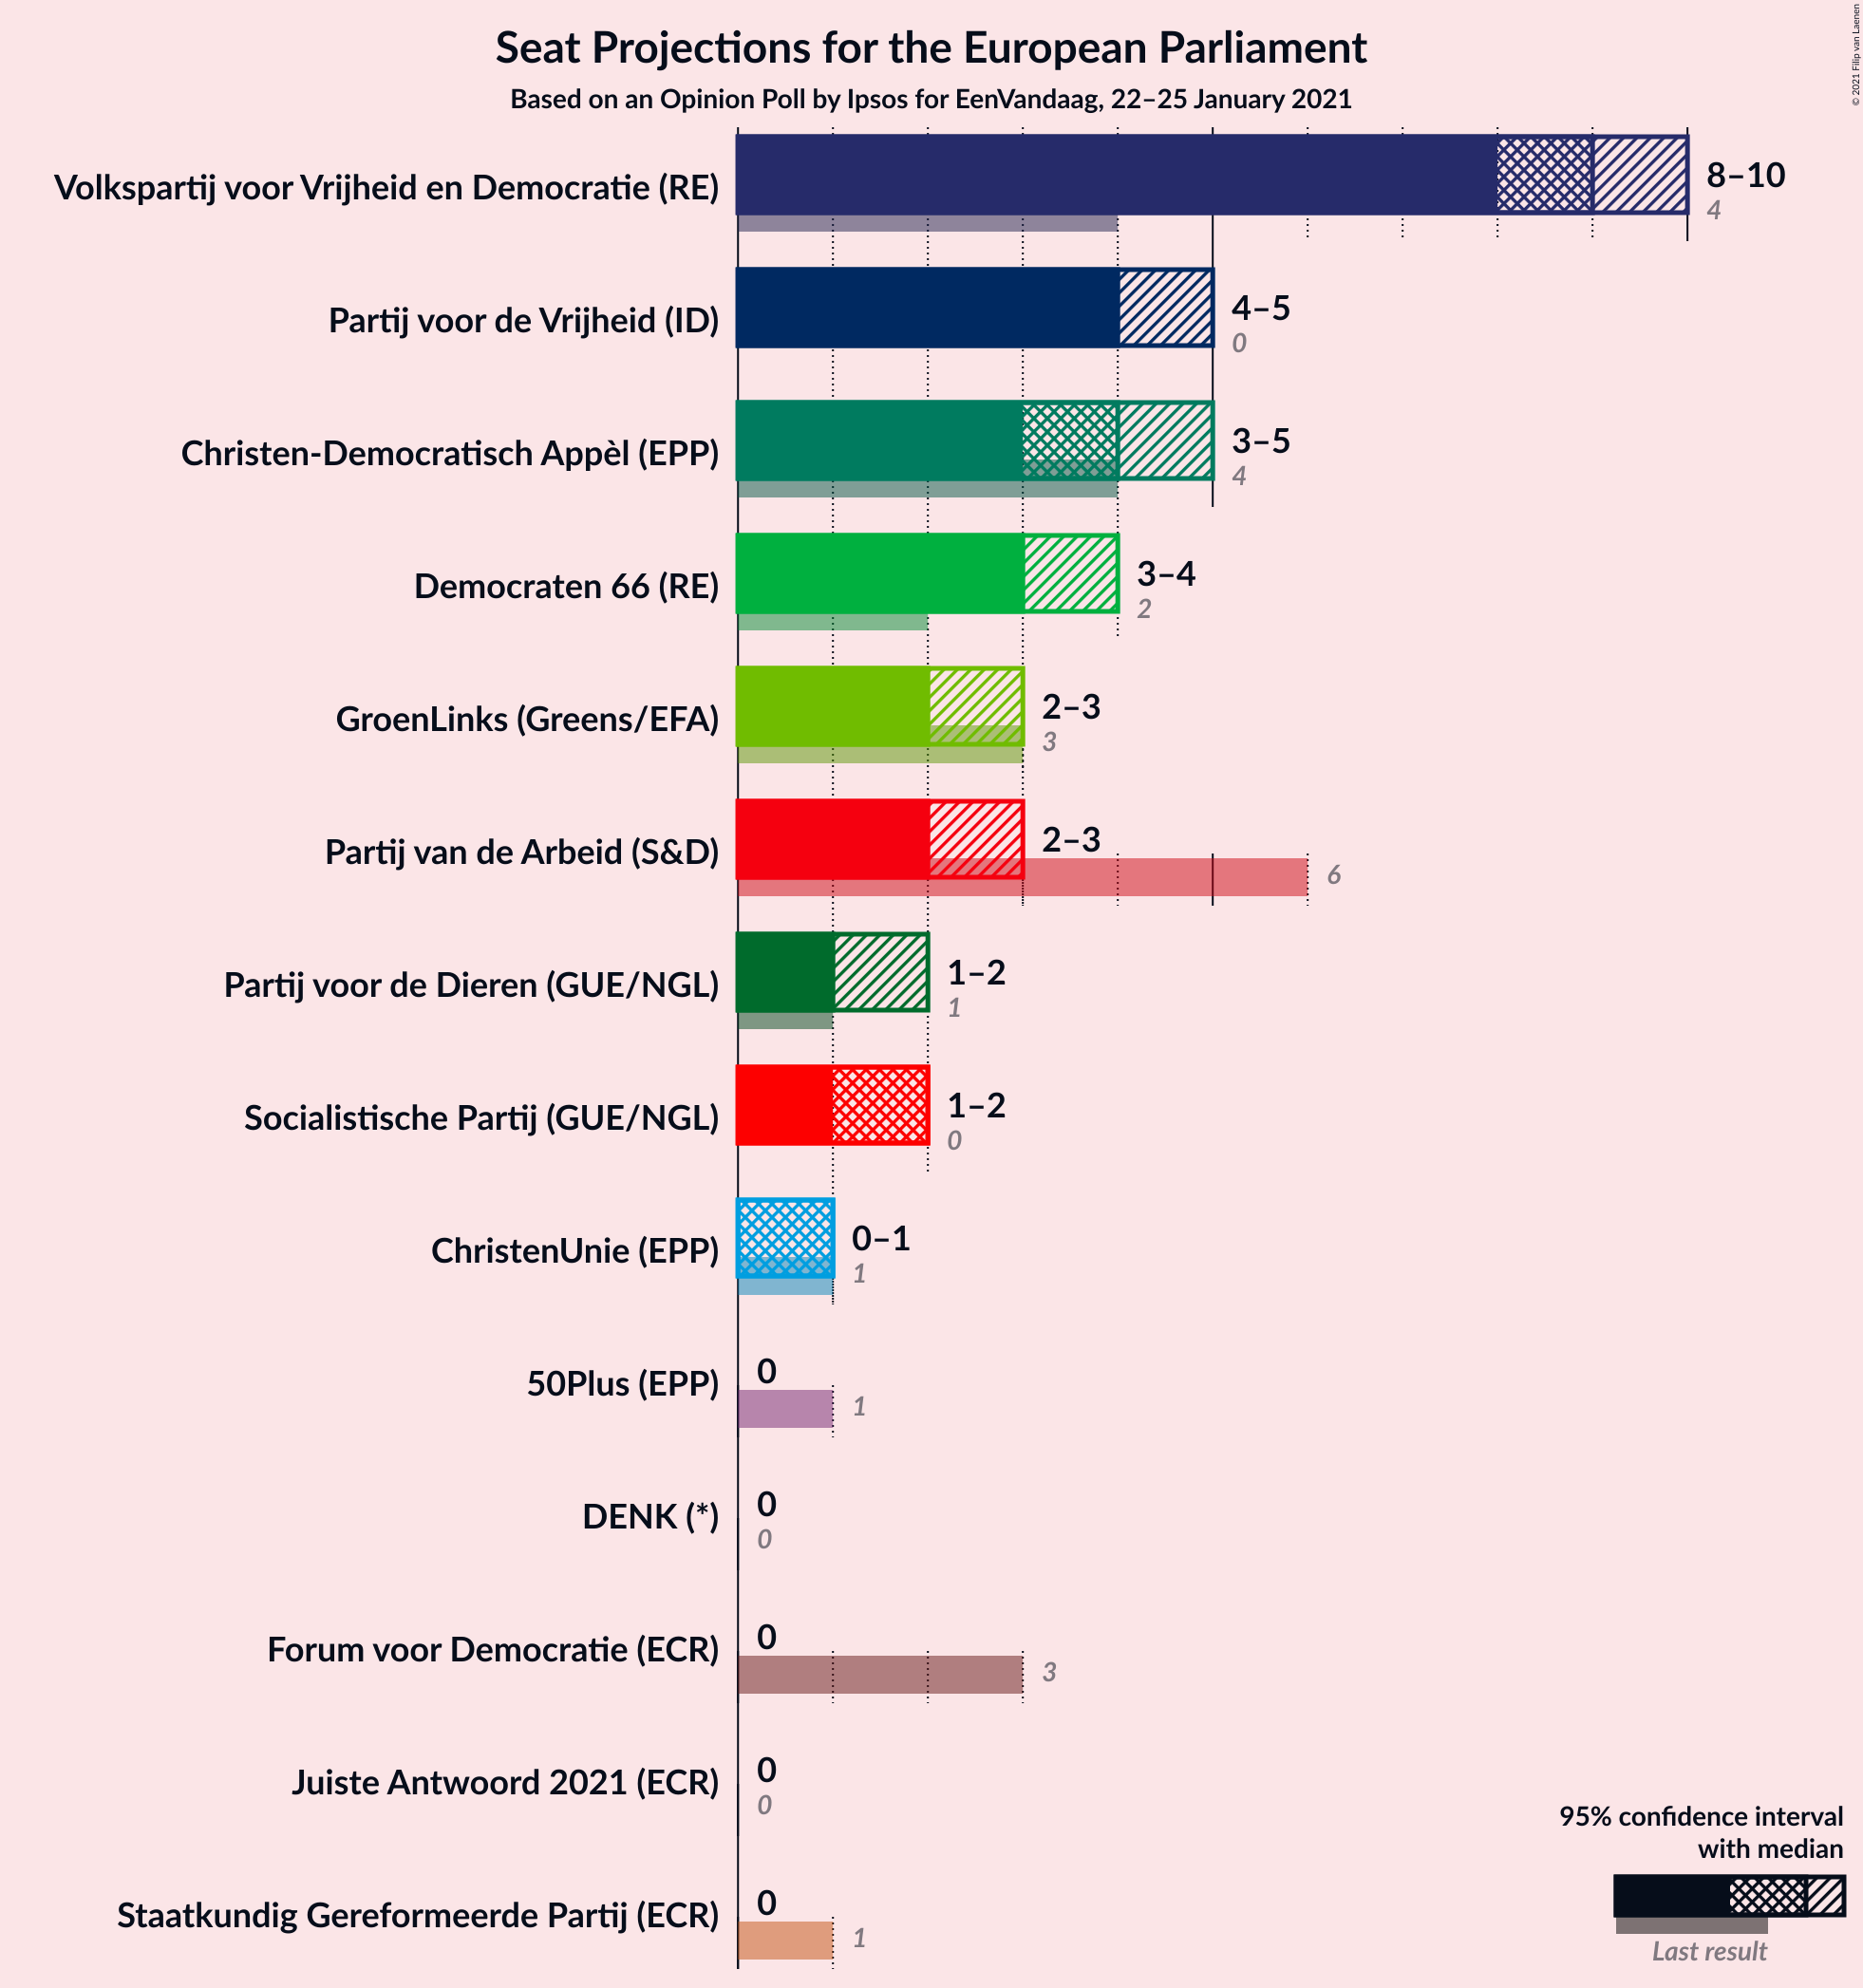 Seat Projections for the European Parliament
Based on an Opinion Poll by Ipsos for EenVandaag, 22–25 January 2021
© 2021 Filip van Laenen
Volkspartij voor Vrijheid en Democratie (RE)
8–10
4
Partij voor de Vrijheid (ID)
4–5
0
Christen-Democratisch Appèl (EPP)
3–5
4
Democraten 66 (RE)
3–4
2
GroenLinks (Greens/EFA)
2–3
3
Partij van de Arbeid (S&D)
2–3
6
Partij voor de Dieren (GUE/NGL)
1–2
1
Socialistische Partij (GUE/NGL)
1–2
0
ChristenUnie (EPP)
0–1
1
50Plus (EPP)
0
1
DENK (*)
0
0
Forum voor Democratie (ECR)
0
3
Juiste Antwoord 2021 (ECR)
0
0
Staatkundig Gereformeerde Partij (ECR)
0
1
95% confidence interval
with median
Last result